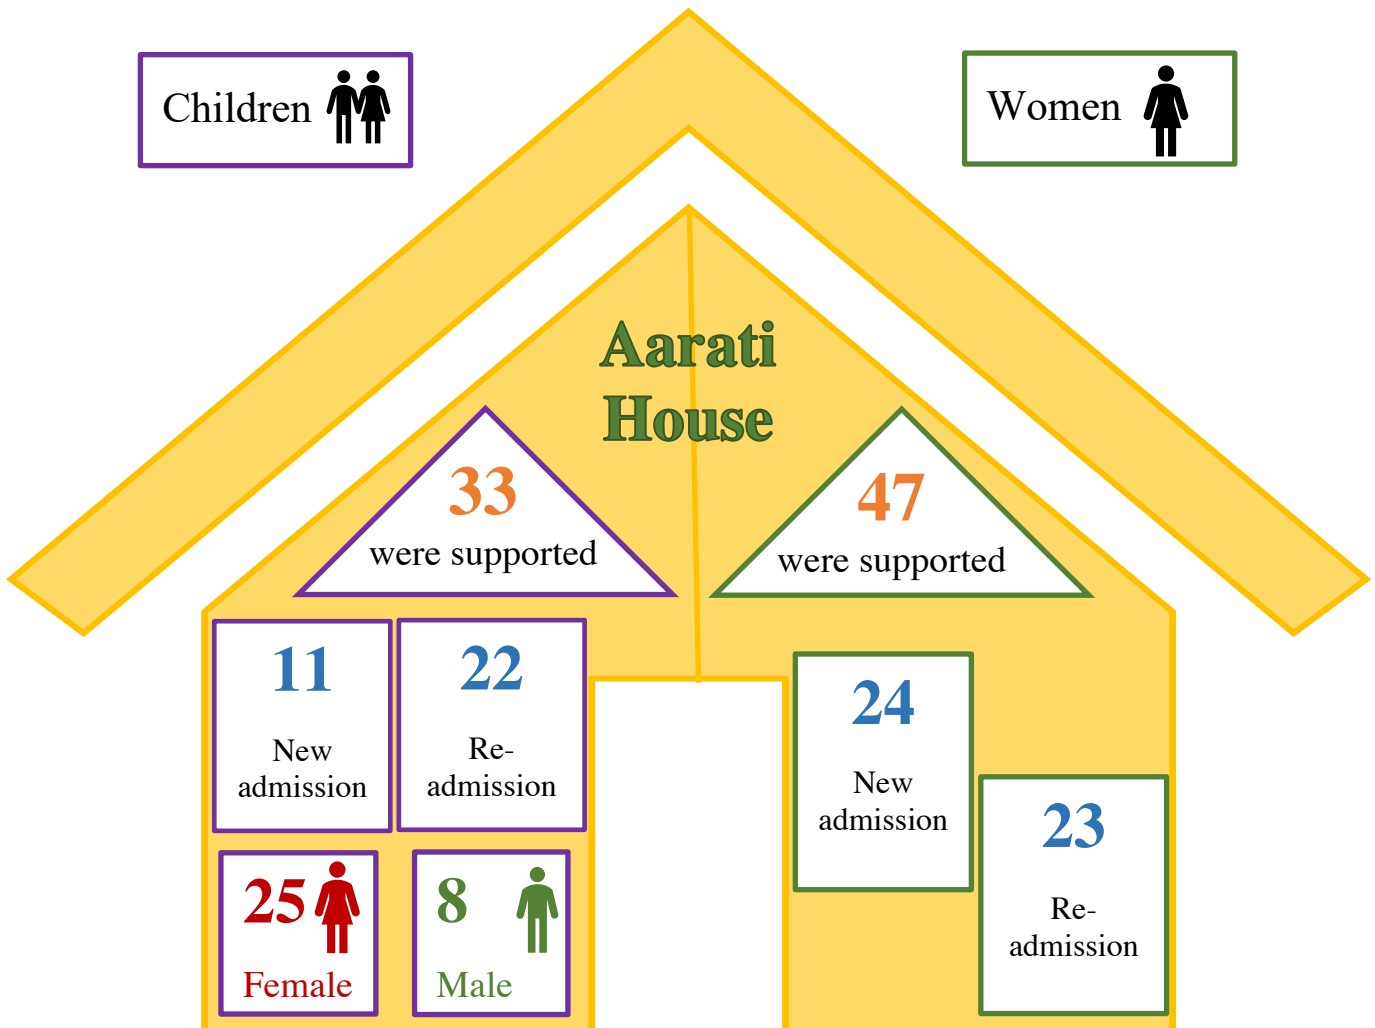 Children
Women
Aarati
House
33
were supported
47
were supported
11
New
admission
22
Re-
admission
24
New
admission
23
Re-
admission
25
Female
8
Male